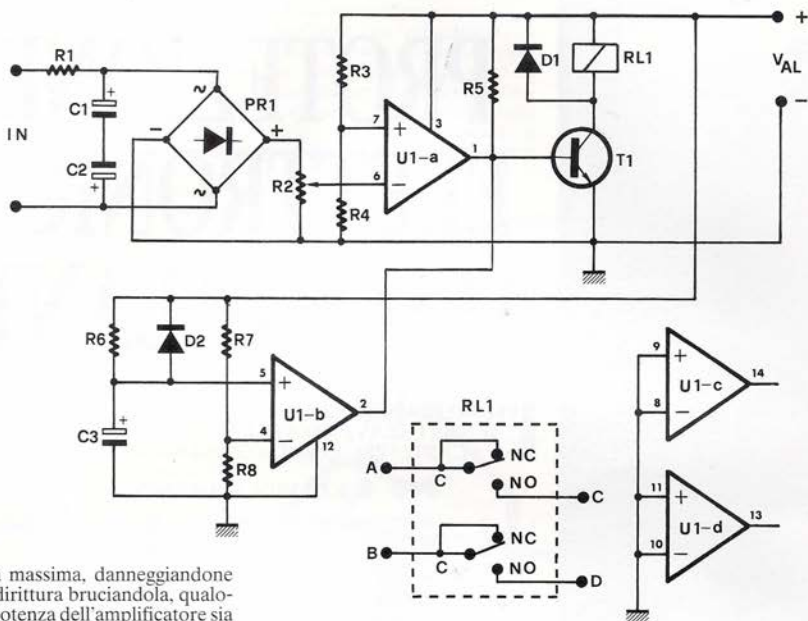 +
R1
R3
D1
RL1
V AL
C1
PR1
R5
IN
~
-
+
7
+
3
U1-a
1
T1
-
C2
+
~
R2
6
-
R4
R6
D2
R7
5
+
U1-b
2
9
+
14
U1-c
8
-
C3
+
4
-
12
R8
RL1
A
C
NC
NO
C
B
C
NC
NO
D
11
+
13
U1-d
10
-
massima, danneggiandone
dirittura bruciandola, qualo-
otenza dell'amplificatore sia